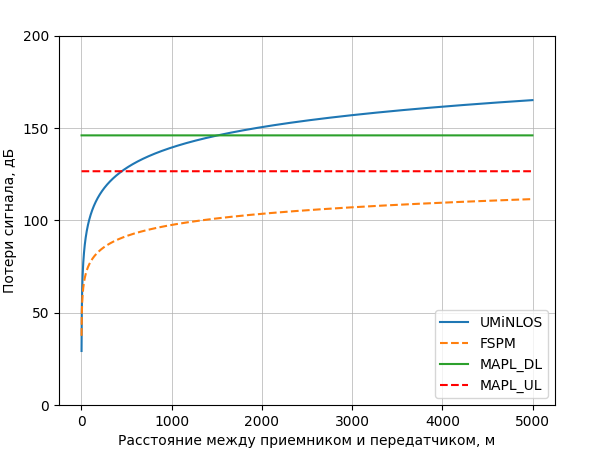 200
150
100
50
0
Потери сигнала, дБ
UMiNLOS
FSPM
MAPL_DL
MAPL_UL
0 1000 2000 3000 4000 5000
Расстояние между приемником и передатчиком, м